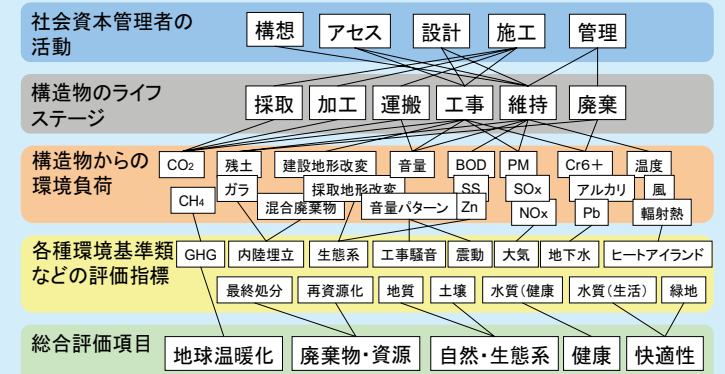 社会資本管理者の
活動
構想 アセス 設計 施工 管理
構造物のライフ
ステージ
採取 加工 運搬 工事 維持 廃棄
構造物からの
環境負荷
CO2 残土 建設地形改変 音量 BOD PM Cr6+ 温度
CH4 ガラ 採取地形改変 SS SOx アルカリ 風
混合廃棄物 音量パターン Zn NOx Pb 輻射熱
各種環境基準類
などの評価指標
GHG 内陸埋立 生態系 工事騒音 震動 大気 地下水 ヒートアイランド
最終処分 再資源化 地質 土壌 水質(健康) 水質(生活) 緑地
総合評価項目
地球温暖化 廃棄物・資源 自然・生態系 健康 快適性